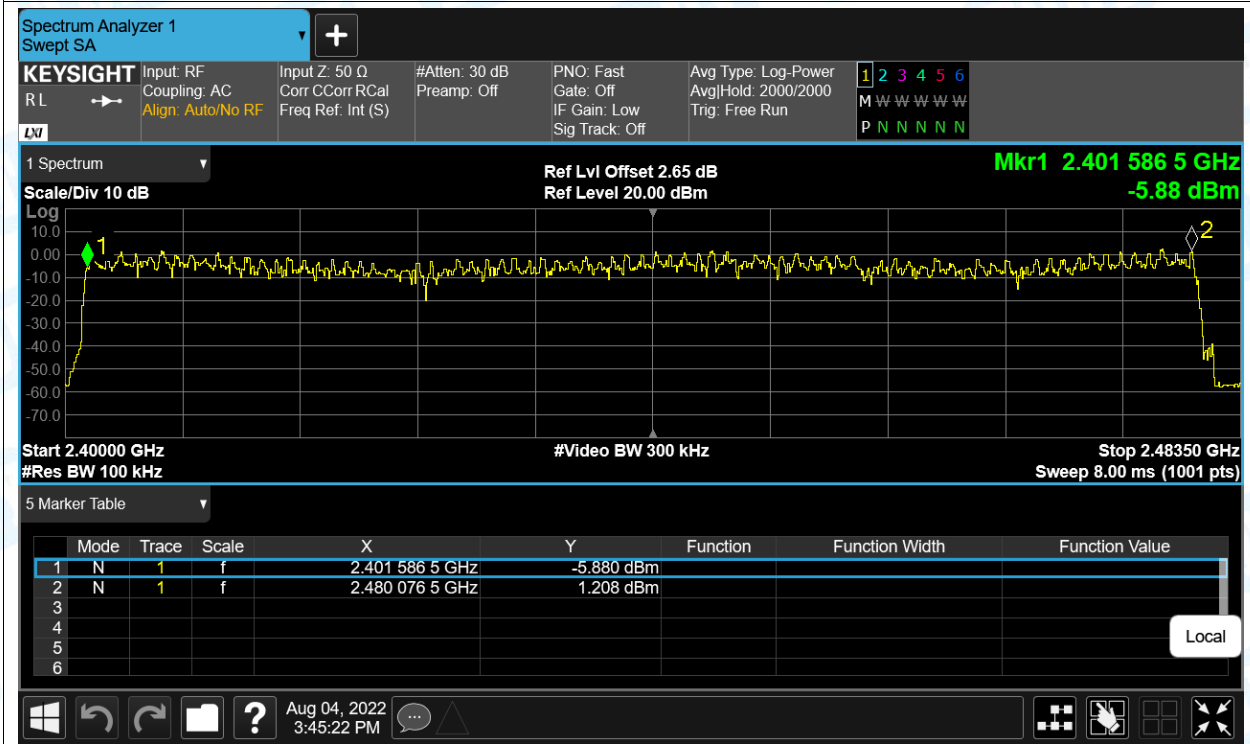 Spectrum Analyzer 1
Swept SA
+
KEYSIGHT
R L
LXI
Input: RF
Coupling: AC
Align: Auto/No RF
Input Z: 50 Ω
Corr CCorr RCal
Freq Ref: Int (S)
#Atten: 30 dB
Preamp: Off
PNO: Fast
Gate: Off
IF Gain: Low
Sig Track: Off
Avg Type: Log-Power
Avg|Hold: 2000/2000
Trig: Free Run
1 2 3 4 5 6
M W W W W W
P N N N N N
1 Spectrum
Scale/Div 10 dB
Ref Lvl Offset 2.65 dB
Ref Level 20.00 dBm
Mkr1 2.401 586 5 GHz
-5.88 dBm
Log
10.0
0.00
-10.0
-20.0
-30.0
-40.0
-50.0
-60.0
-70.0
1
2
Start 2.40000 GHz
#Res BW 100 kHz
#Video BW 300 kHz
Stop 2.48350 GHz
Sweep 8.00 ms (1001 pts)
5 Marker Table
Mode Trace Scale X Y Function Function Width Function Value
1 N 1 f 2.401 586 5 GHz -5.880 dBm
2 N 1 f 2.480 076 5 GHz 1.208 dBm
3
4
5
6
Local
?
Aug 04, 2022
3:45:22 PM